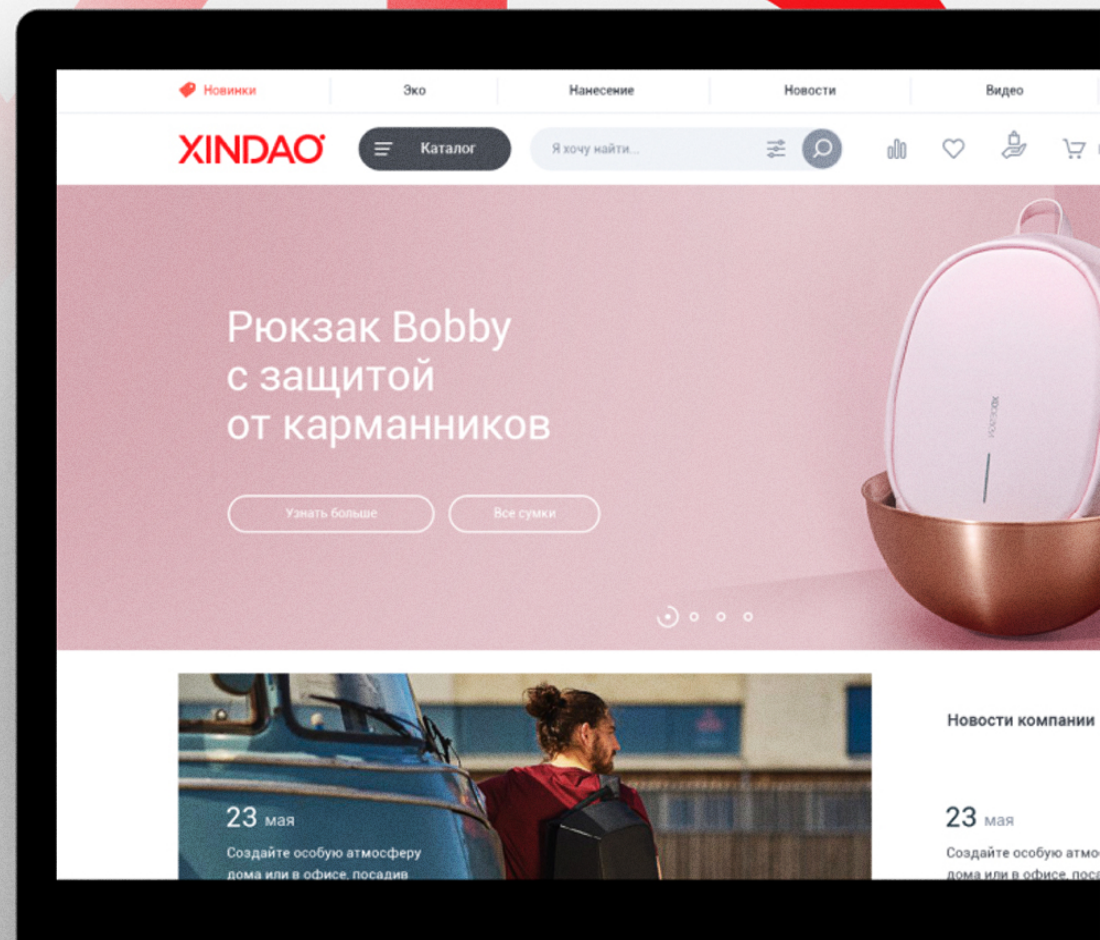 Новинки
Эко
Нанесение
Новости
Видео
XINDAO
Каталог
Я хочу найти...
Рюкзак Bobby
с защитой
от карманников
Узнать больше
Все сумки
Новости компании
23 мая
Создайте особую атмосферу
дома или в офисе, посадив
23 мая
Создайте особую атмо
дома или в офисе, поса